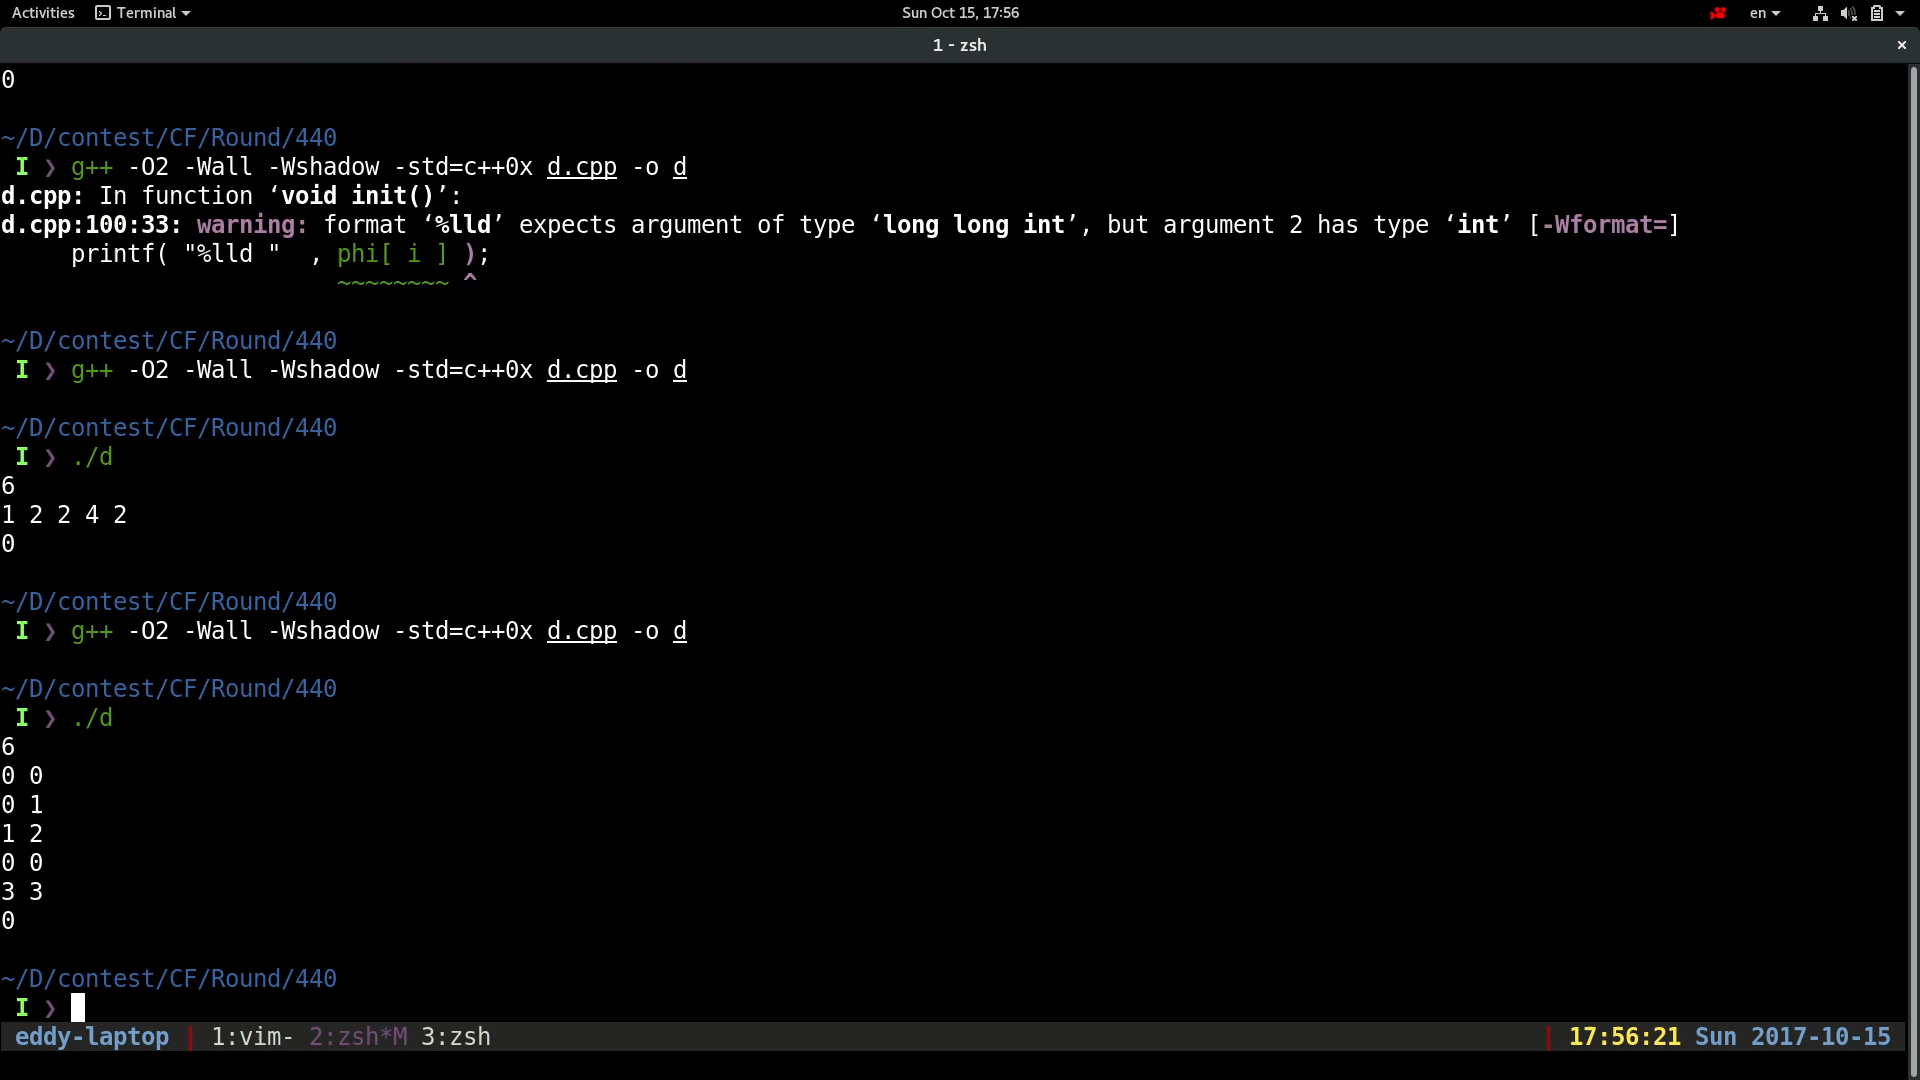 Activities Terminal Sun Oct 15, 17:56 en
1 - zsh
0
~/D/contest/CF/Round/440
I ❯ g++ -O2 -Wall -Wshadow -std=c++0x d.cpp -o d
d.cpp: In function ‘void init()’:
d.cpp:100:33: warning: format ‘%lld’ expects argument of type ‘long long int’, but argument 2 has type ‘int’ [-Wformat=]
printf( "%lld "  , phi[ i ] );
~~~~~~~~ ^
~/D/contest/CF/Round/440
I ❯ g++ -O2 -Wall -Wshadow -std=c++0x d.cpp -o d
~/D/contest/CF/Round/440
I ❯ ./d
6
1 2 2 4 2
0
~/D/contest/CF/Round/440
I ❯ g++ -O2 -Wall -Wshadow -std=c++0x d.cpp -o d
~/D/contest/CF/Round/440
I ❯ ./d
6
0 0
0 1
1 2
0 0
3 3
0
~/D/contest/CF/Round/440
I ❯
eddy-laptop | 1:vim- 2:zsh*M 3:zsh | 17:56:21 Sun 2017-10-15